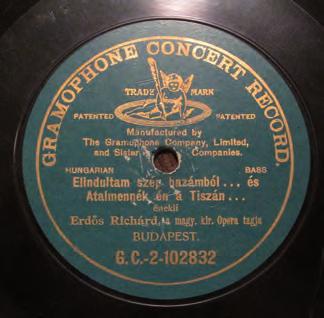 GRAMOPHONE CONCERT RECORD.
TRADE MARK
PATENTED PATENTED
Manufactured by
The Gramophone Company, Limited,
and Sister Companies.
HUNGARIAN BASS
Elindultam szép hazámból... és
Atalmennék én a Tiszán...
énekli
Erdős Richárd, a magy. kir. Opera tagja
BUDAPEST.
G.C.-2-102832